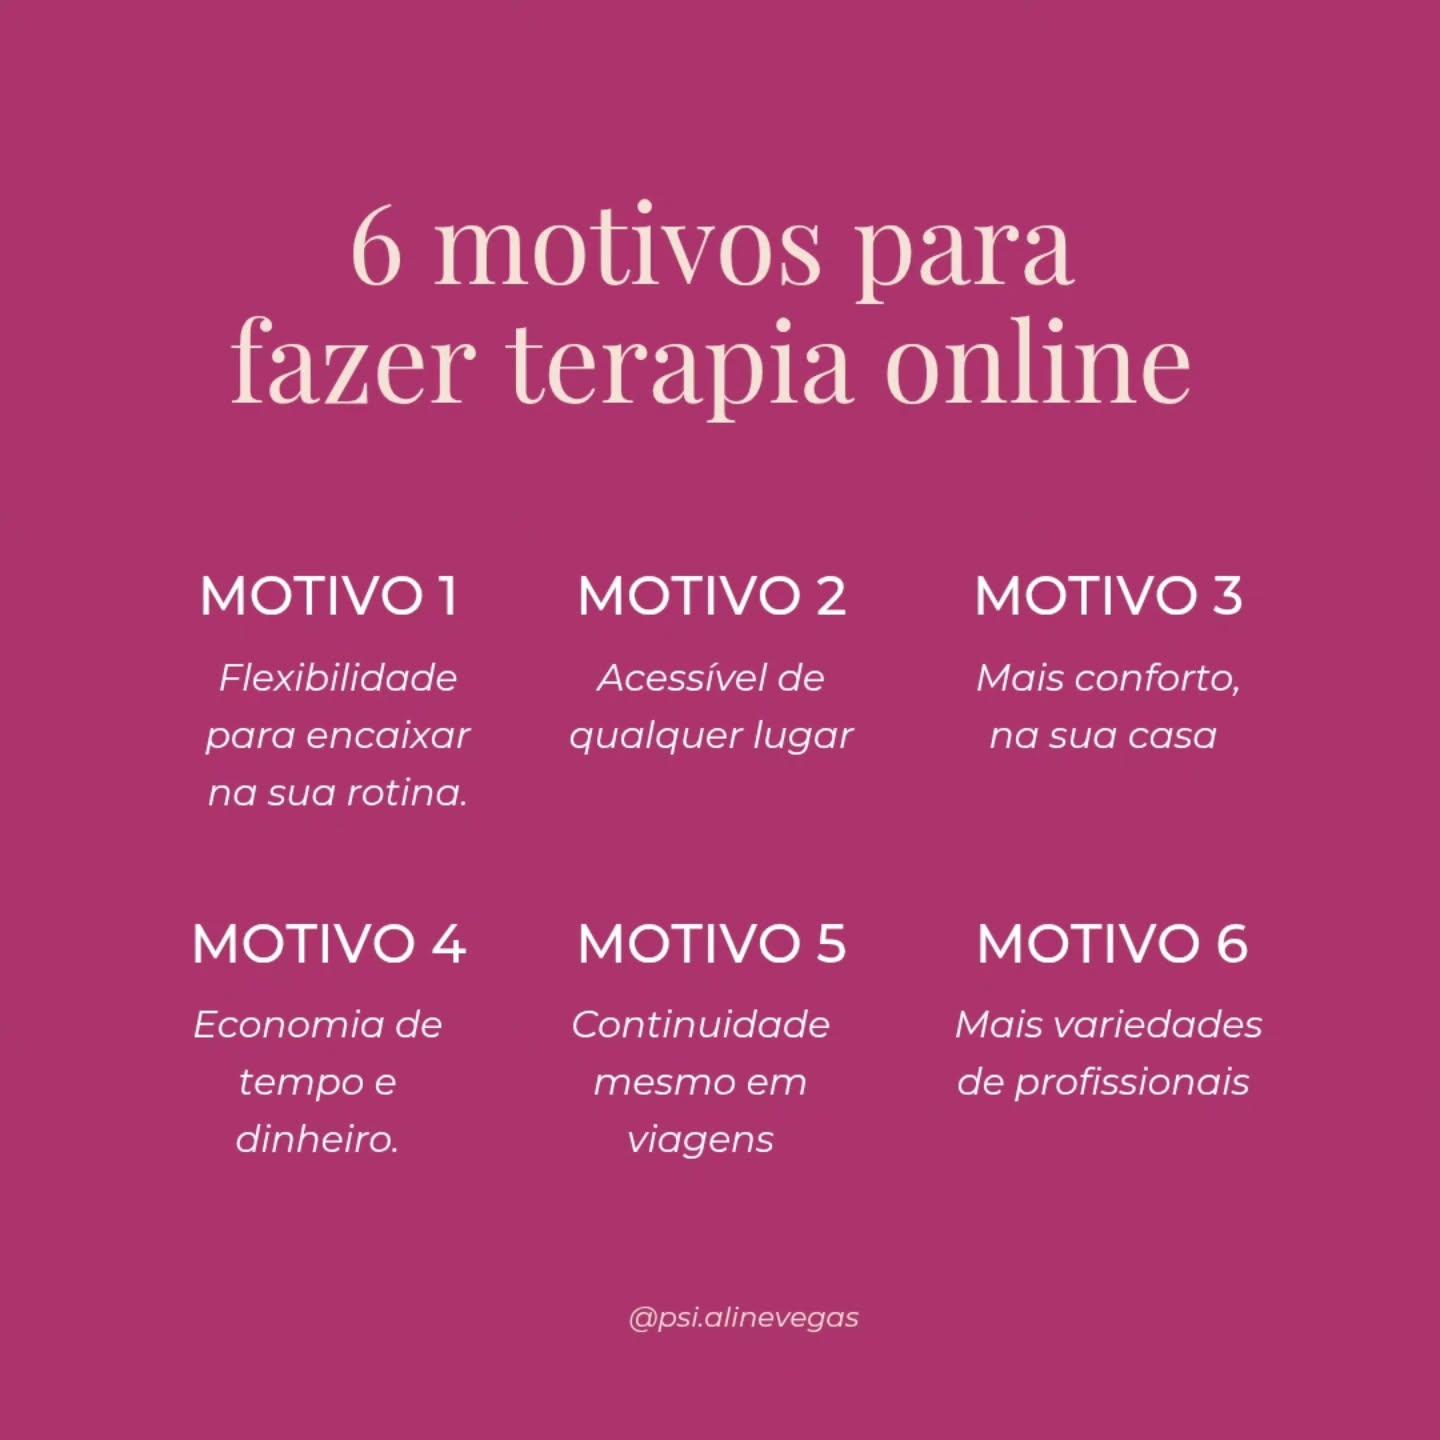 6 motivos para
fazer terapia online
MOTIVO 1
Flexibilidade
para encaixar
na sua rotina.
MOTIVO 2
Acessível de
qualquer lugar
MOTIVO 3
Mais conforto,
na sua casa
MOTIVO 4
Economia de
tempo e
dinheiro.
MOTIVO 5
Continuidade
mesmo em
viagens
MOTIVO 6
Mais variedades
de profissionais
@psi.alinevegas